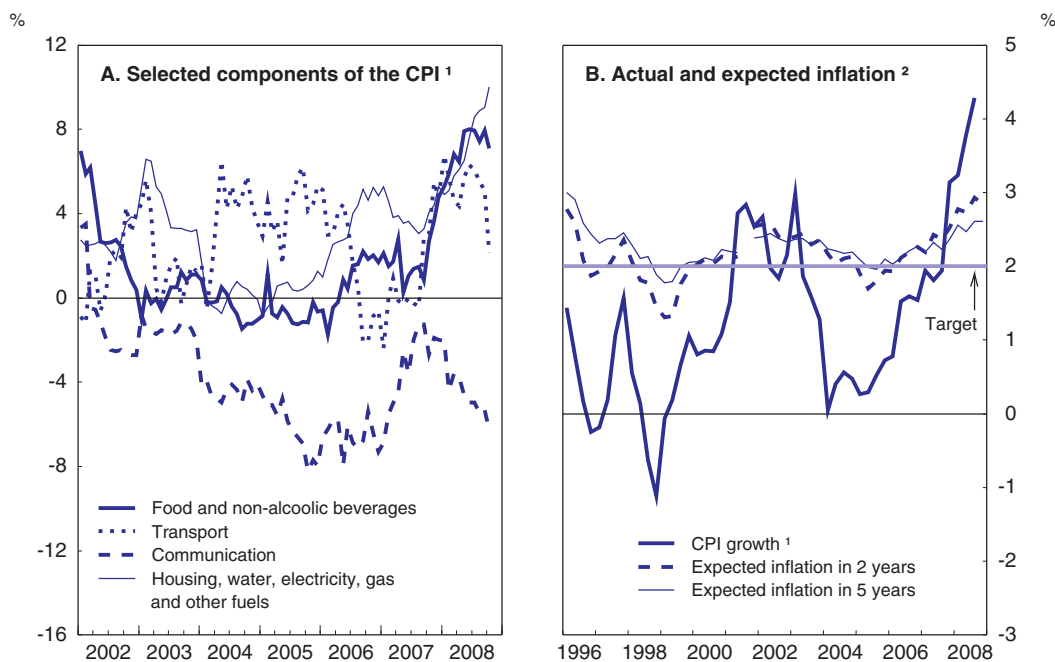 %
A. Selected components of the CPI ¹
12
8
4
0
-4
-8
-12
-16
Food and non-alcoolic beverages
Transport
Communication
Housing, water, electricity, gas
and other fuels
2002 2003 2004 2005 2006 2007 2008
%
B. Actual and expected inflation ²
5
4
3
2
1
0
-1
-2
-3
Target
CPI growth ¹
Expected inflation in 2 years
Expected inflation in 5 years
1996 1998 2000 2002 2004 2006 2008